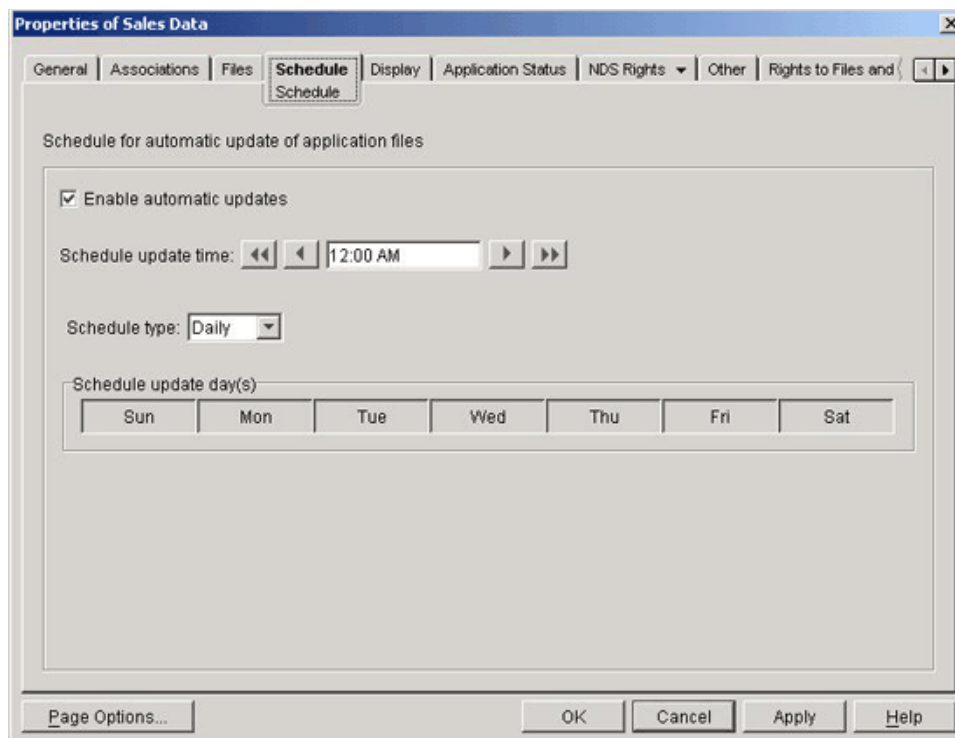 Properties of Sales Data
General Associations Files Schedule Display Application Status NDS Rights Other Rights to Files and
Schedule
Schedule for automatic update of application files
Enable automatic updates
Schedule update time: 12:00 AM
Schedule type: Daily
Schedule update day(s)
Sun Mon Tue Wed Thu Fri Sat
Page Options... OK Cancel Apply Help